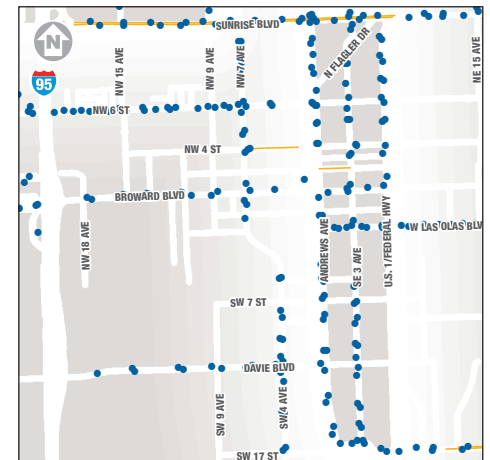 SUNRISE BLVD
N
N FLAGLER DR
NW 15 AVE
NW 9 AVE
NW 7 AVE
NE 15 AVE
95
NW 6 ST
NW 4 ST
BROWARD BLVD
NW 18 AVE
ANDREWS AVE
SE 3 AVE
U.S. 1/FEDERAL HWY
W LAS OLAS BLV
SW 7 ST
DAVIE BLVD
SW 9 AVE
SW 4 AVE
SW 17 ST